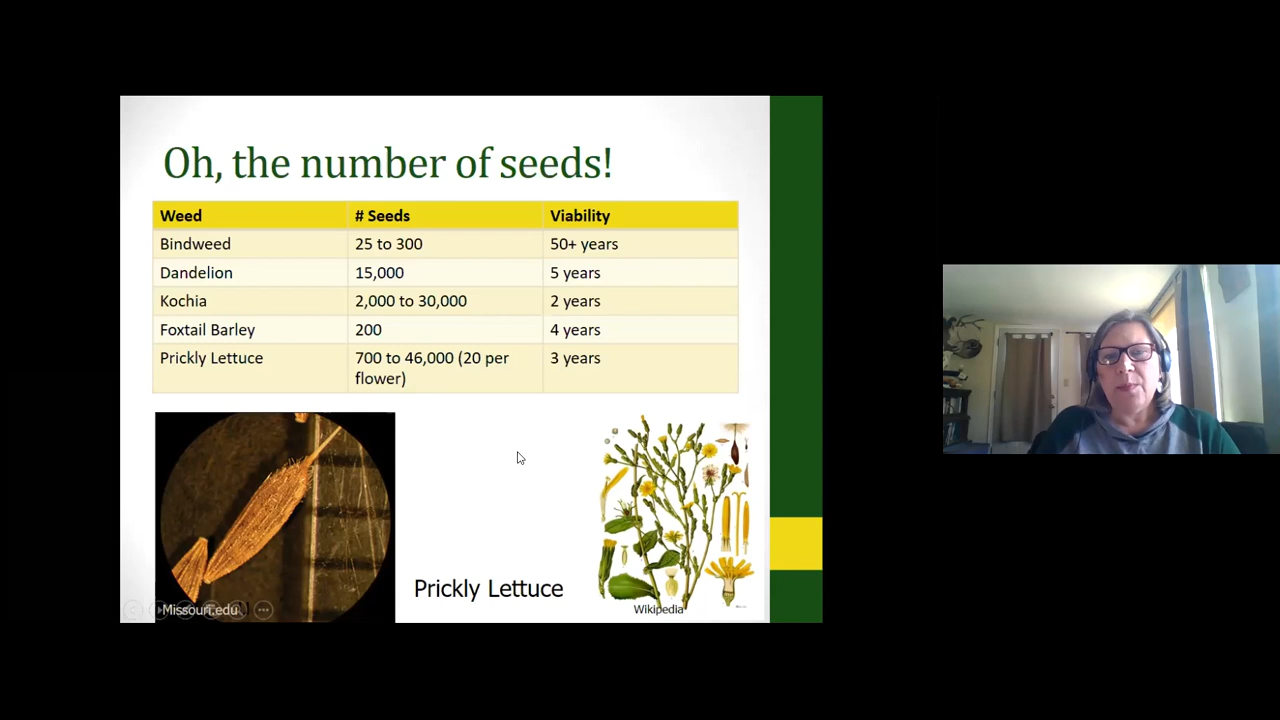 Oh, the number of seeds!
Weed # Seeds Viability
Bindweed 25 to 300 50+ years
Dandelion 15,000 5 years
Kochia 2,000 to 30,000 2 years
Foxtail Barley 200 4 years
Prickly Lettuce 700 to 46,000 (20 per 3 years
flower)
Prickly Lettuce
Missouri.edu
Wikipedia